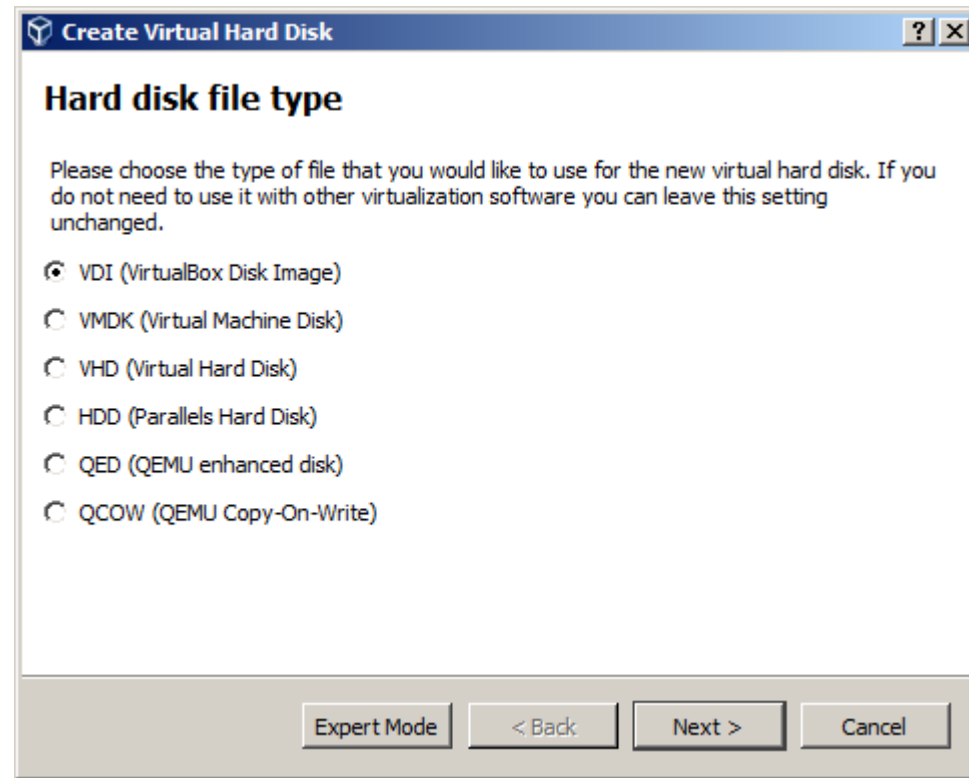 Create Virtual Hard Disk
Hard disk file type
Please choose the type of file that you would like to use for the new virtual hard disk. If you
do not need to use it with other virtualization software you can leave this setting
unchanged.
VDI (VirtualBox Disk Image)
VMDK (Virtual Machine Disk)
VHD (Virtual Hard Disk)
HDD (Parallels Hard Disk)
QED (QEMU enhanced disk)
QCOW (QEMU Copy-On-Write)
Expert Mode < Back Next > Cancel